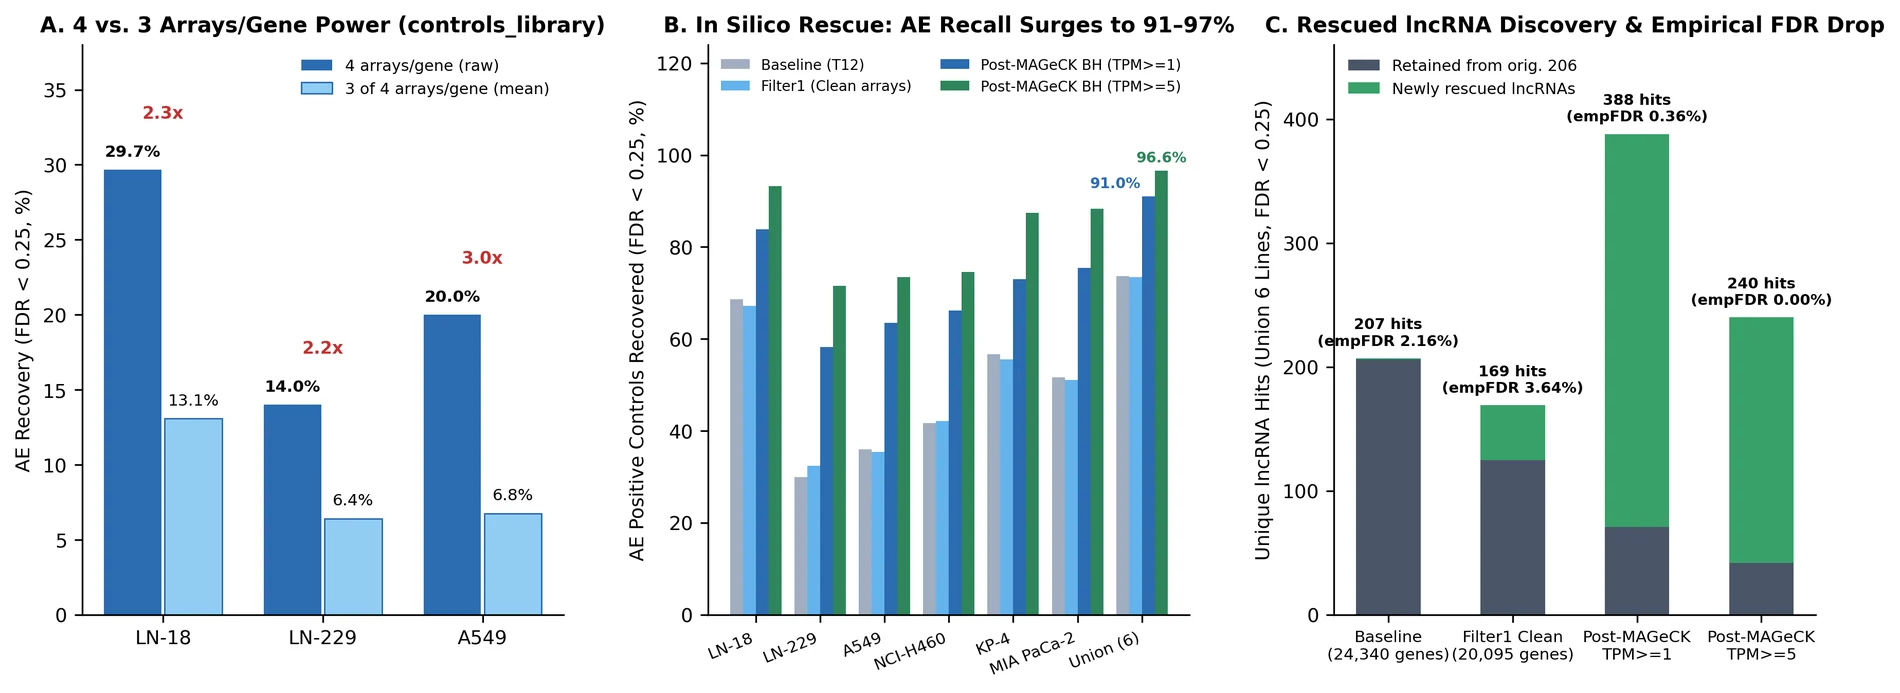 A. 4 vs. 3 Arrays/Gene Power (controls_library)
AE Recovery (FDR < 0.25, %)
35
30
25
20
15
10
5
0
4 arrays/gene (raw)
3 of 4 arrays/gene (mean)
2.3x
29.7%
13.1%
2.2x
14.0%
6.4%
3.0x
20.0%
6.8%
LN-18
LN-229
A549
B. In Silico Rescue: AE Recall Surges to 91–97%
AE Positive Controls Recovered (FDR < 0.25, %)
120
100
80
60
40
20
0
Baseline (T12)
Filter1 (Clean arrays)
Post-MAGeCK BH (TPM>=1)
Post-MAGeCK BH (TPM>=5)
91.0%
96.6%
LN-18
LN-229
A549
NCI-H460
KP-4
MIA PaCa-2
Union (6)
C. Rescued lncRNA Discovery & Empirical FDR Drop
Unique lncRNA Hits (Union 6 Lines, FDR < 0.25)
400
300
200
100
0
Retained from orig. 206
Newly rescued lncRNAs
207 hits
(empFDR 2.16%)
169 hits
(empFDR 3.64%)
388 hits
(empFDR 0.36%)
240 hits
(empFDR 0.00%)
Baseline
(24,340 genes)
Filter1 Clean
(20,095 genes)
Post-MAGeCK
TPM>=1
Post-MAGeCK
TPM>=5